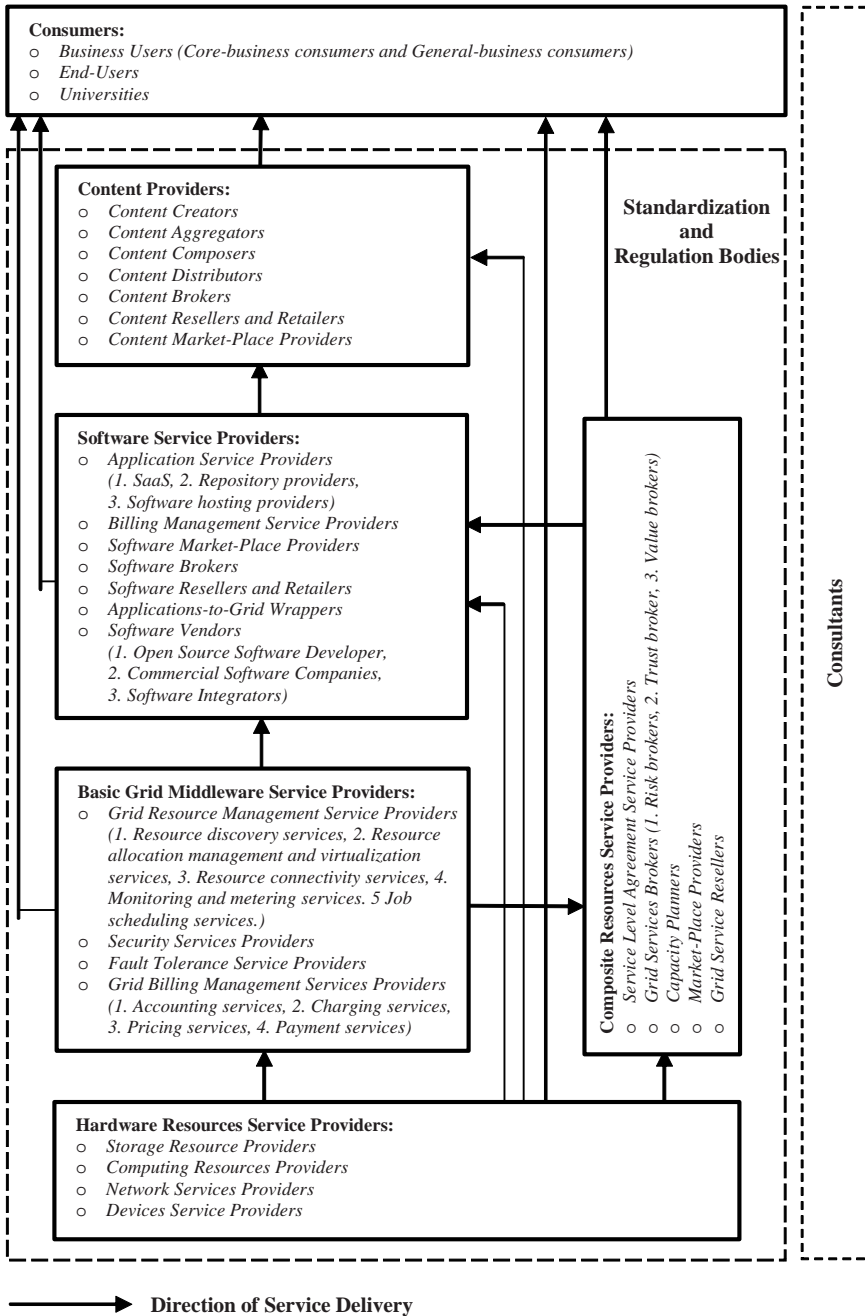 Consumers:
o Business Users (Core-business consumers and General-business consumers)
o End-Users
o Universities
Content Providers:
o Content Creators
o Content Aggregators
o Content Composers
o Content Distributors
o Content Brokers
o Content Resellers and Retailers
o Content Market-Place Providers
Standardization
and
Regulation Bodies
Software Service Providers:
o Application Service Providers
(1. SaaS, 2. Repository providers,
3. Software hosting providers)
o Billing Management Service Providers
o Software Market-Place Providers
o Software Brokers
o Software Resellers and Retailers
o Applications-to-Grid Wrappers
o Software Vendors
(1. Open Source Software Developer,
2. Commercial Software Companies,
3. Software Integrators)
Basic Grid Middleware Service Providers:
o Grid Resource Management Service Providers
(1. Resource discovery services, 2. Resource
allocation management and virtualization
services, 3. Resource connectivity services, 4.
Monitoring and metering services. 5 Job
scheduling services.)
o Security Services Providers
o Fault Tolerance Service Providers
o Grid Billing Management Services Providers
(1. Accounting services, 2. Charging services,
3. Pricing services, 4. Payment services)
Composite Resources Service Providers:
o Service Level Agreement Service Providers
o Grid Services Brokers (1. Risk brokers, 2. Trust broker, 3. Value brokers)
o Capacity Planners
o Market-Place Providers
o Grid Service Resellers
Hardware Resources Service Providers:
o Storage Resource Providers
o Computing Resources Providers
o Network Services Providers
o Devices Service Providers
Consultants
Direction of Service Delivery